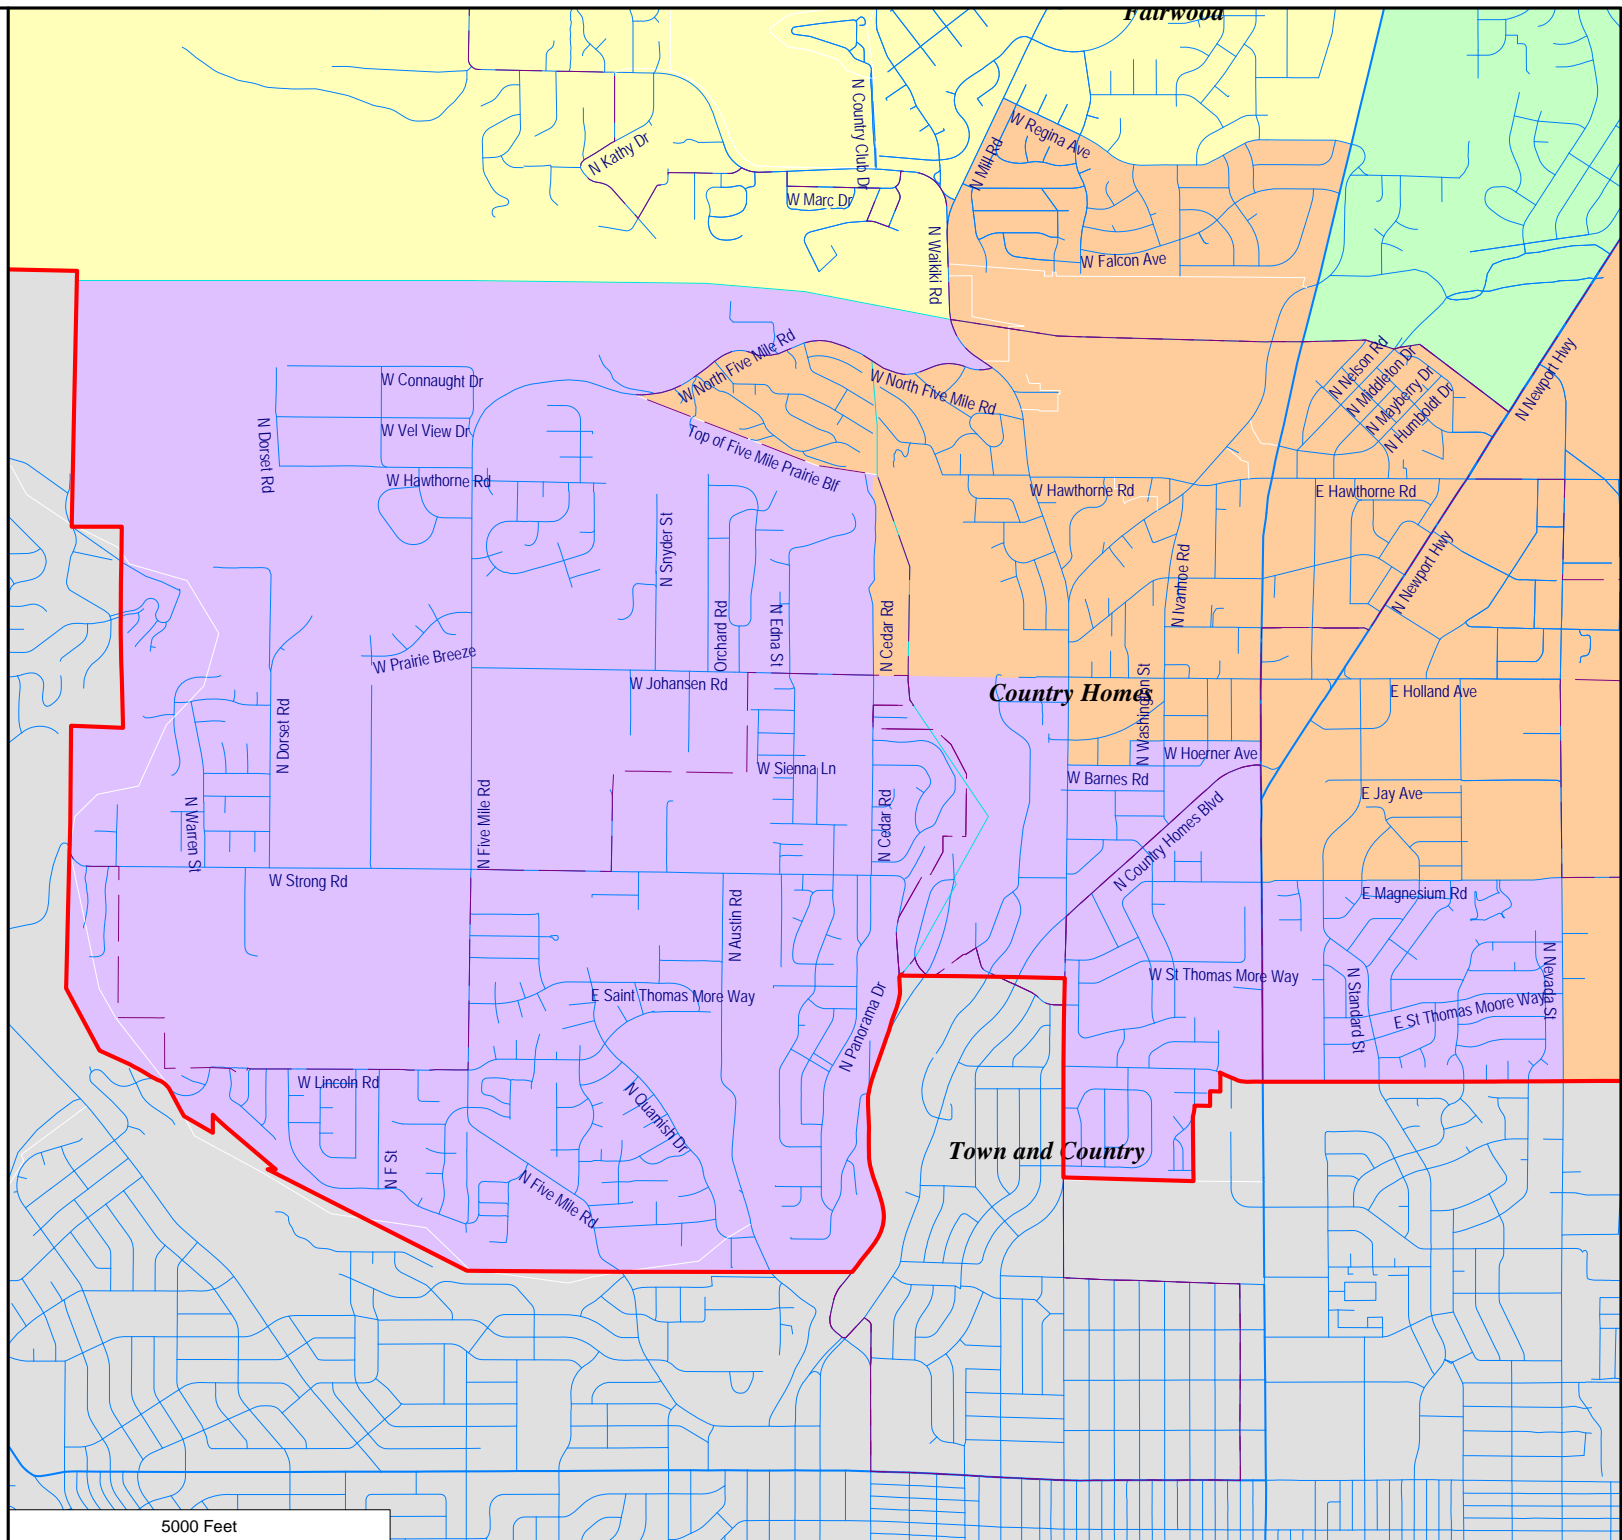 Fairwood
N Country Club Dr
W Regina Ave
N Kathy Dr
N Mill Rd
W Marc Dr
N Waikiki Rd
W Falcon Ave
W North Five Mile Rd
W North Five Mile Rd
N Nelson Rd
N Middleton Dr
N Mayberry Dr
N Humboldt Dr
N Newport Hwy
W Connaught Dr
W Vel View Dr
N Dorset Rd
Top of Five Mile Prairie Blf
W Hawthorne Rd
W Hawthorne Rd
E Hawthorne Rd
N Snyder St
N Newport Hwy
N Ivanhoe Rd
Orchard Rd
N Edna St
N Cedar Rd
W Prairie Breeze
W Johansen Rd
Country Homes
E Holland Ave
N Washington St
N Dorset Rd
W Hoerner Ave
W Sienna Ln
W Barnes Rd
E Jay Ave
N Warren St
N Five Mile Rd
N Cedar Rd
N Country Homes Blvd
W Strong Rd
E Magnesium Rd
N Austin Rd
W St Thomas More Way
N Nevada St
E Saint Thomas More Way
N Standard St
E St Thomas Moore Way
N Panorama Dr
W Lincoln Rd
N Quamish Dr
Town and Country
N F St
N Five Mile Rd
5000 Feet